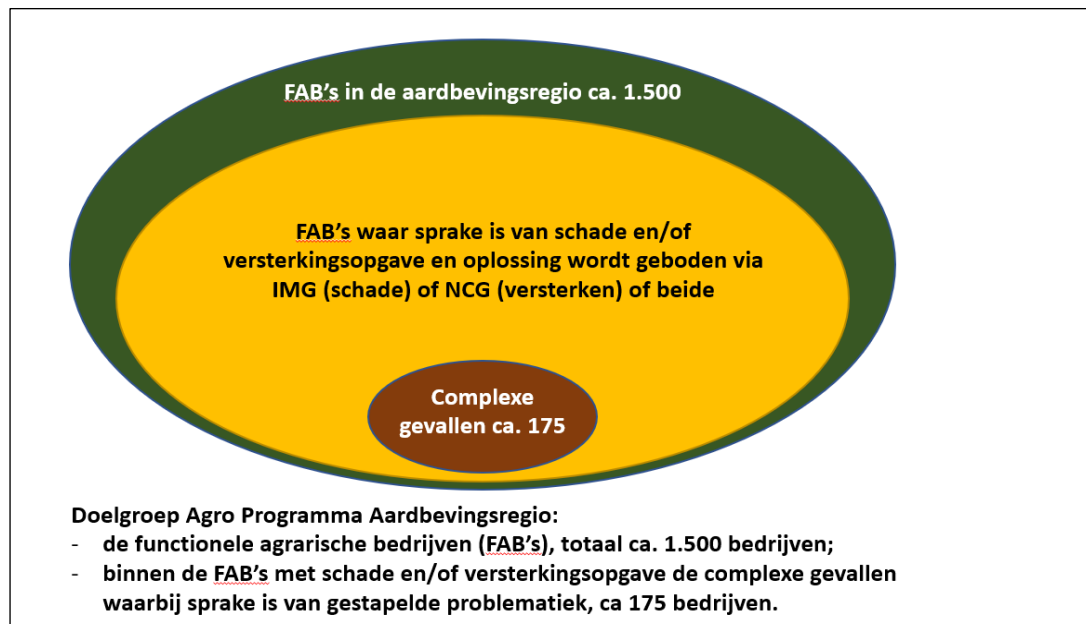 FAB's in de aardbevingsregio ca. 1.500
FAB's waar sprake is van schade en/of
versterkingsopgave en oplossing wordt geboden via
IMG (schade) of NCG (versterken) of beide
Complexe
gevallen ca. 175
Doelgroep Agro Programma Aardbevingsregio:
- de functionele agrarische bedrijven (FAB's), totaal ca. 1.500 bedrijven;
- binnen de FAB's met schade en/of versterkingsopgave de complexe gevallen
waarbij sprake is van gestapelde problematiek, ca 175 bedrijven.